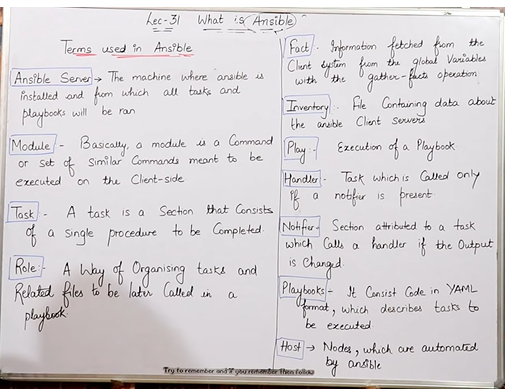 Lec-31 What is (Ansible)
Terms used in Ansible
Ansible Server → The machine where ansible is
installed and from which all tasks and
playbooks will be ran
Module - Basically, a module is a Command
or set of Similar Commands meant to be
executed on the Client-side
Task - A task is a Section that Consists
of a single procedure to be Completed.
Role:- A Way of Organising tasks and
Related files to be later Called in a
playbook.
Fact - Information fetched from the
Client system from the global Variables
with the gather-facts operation
Inventory - File Containing data about
the ansible Client Servers
Play:- Execution of a Playbook
Handler - Task which is Called only
if a notifier is present
Notifier - Section attributed to a task
which Calls a handler if the Output
is Changed.
Playbooks - It Consist Code in YAML
format, which describes tasks to
be executed.
Host → Nodes, which are automated
by ansible
Try to remember and if you remember then follow